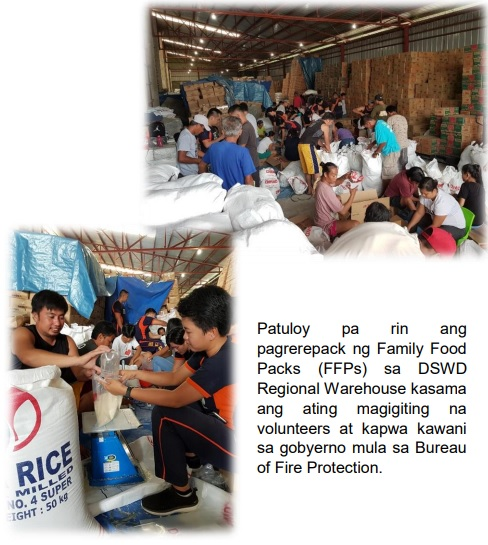 Patuloy pa rin ang
pagrerepack ng Family Food
Packs (FFPs) sa DSWD
Regional Warehouse kasama
ang ating magigiting na
volunteers at kapwa kawani
sa gobyerno mula sa Bureau
of Fire Protection.
RICE
MILLED
NO. 4 SUPER
EIGHT : 50 kg